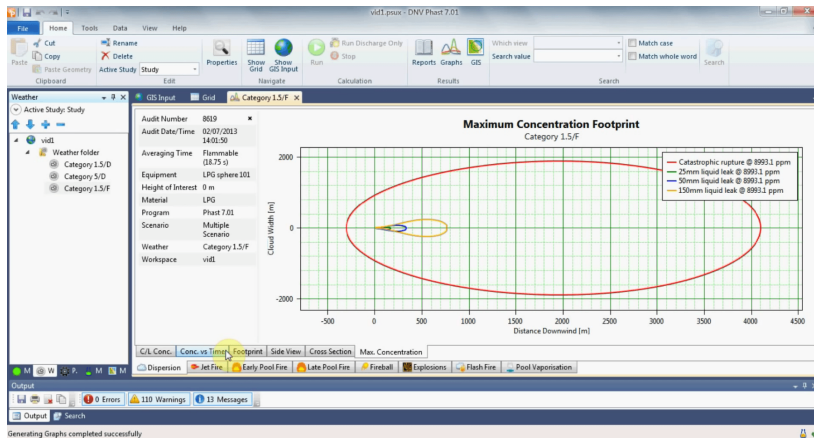 vid1.psux - DNV Phast 7.01
File Home Tools Data View Help
Cut
Copy
Paste
Paste Geometry
Clipboard
Rename
Delete
Active Study Study
Edit
Properties
Show Grid
Show GIS Input
Navigate
Run
Run Discharge Only
Stop
Calculation
Reports Graphs GIS
Results
Which view
Search value
Match case
Match whole word
Search
Search
Weather
Active Study: Study
vid1
Weather folder
Category 1.5/D
Category 5/D
Category 1.5/F
M W P. M M
GIS Input Grid Category 1.5/F
Audit Number 8619
Audit Date/Time 02/07/2013 14:01:50
Averaging Time Flammable (18.75 s)
Equipment LPG sphere 101
Height of Interest 0 m
Material LPG
Program Phast 7.01
Scenario Multiple Scenario
Weather Category 1.5/F
Workspace vid1
Maximum Concentration Footprint
Category 1.5/F
Catastrophic rupture @ 8993.1 ppm
25mm liquid leak @ 8993.1 ppm
50mm liquid leak @ 8993.1 ppm
150mm liquid leak @ 8993.1 ppm
Cloud Width [m]
2000
0
-2000
-500 0 500 1000 1500 2000 2500 3000 3500 4000 4500
Distance Downwind [m]
C/L Conc. Conc. vs Time Footprint Side View Cross Section Max. Concentration
Dispersion Jet Fire Early Pool Fire Late Pool Fire Fireball Explosions Flash Fire Pool Vaporisation
Output
0 Errors 110 Warnings 13 Messages
Output Search
Generating Graphs completed successfully